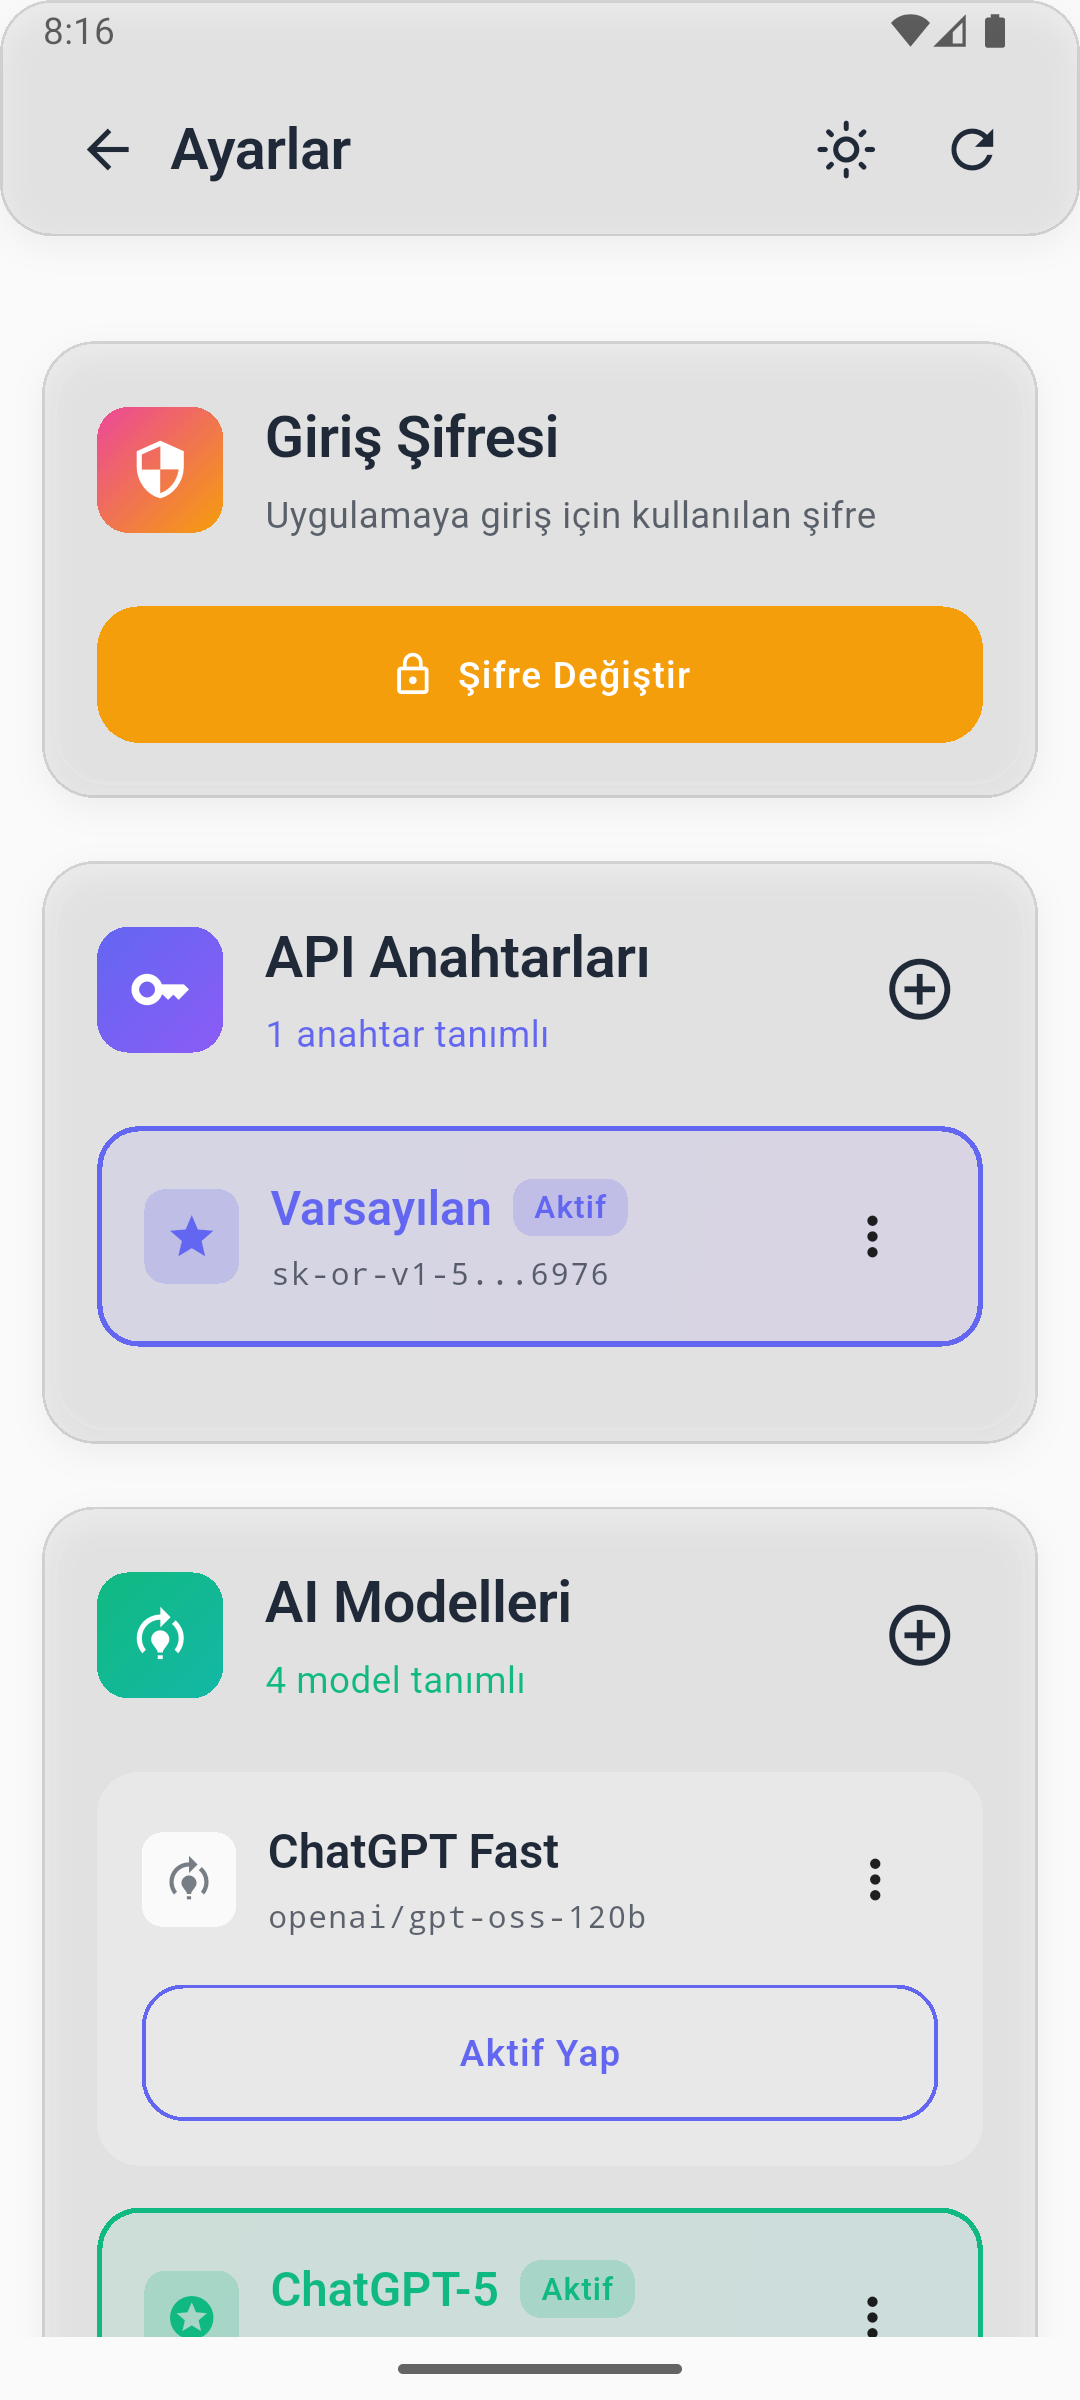 8:16
Ayarlar
Giriş Şifresi
Uygulamaya giriş için kullanılan şifre
Şifre Değiştir
API Anahtarları
1 anahtar tanımlı
Varsayılan Aktif
sk-or-v1-5...6976
AI Modelleri
4 model tanımlı
ChatGPT Fast
openai/gpt-oss-120b
Aktif Yap
ChatGPT-5 Aktif